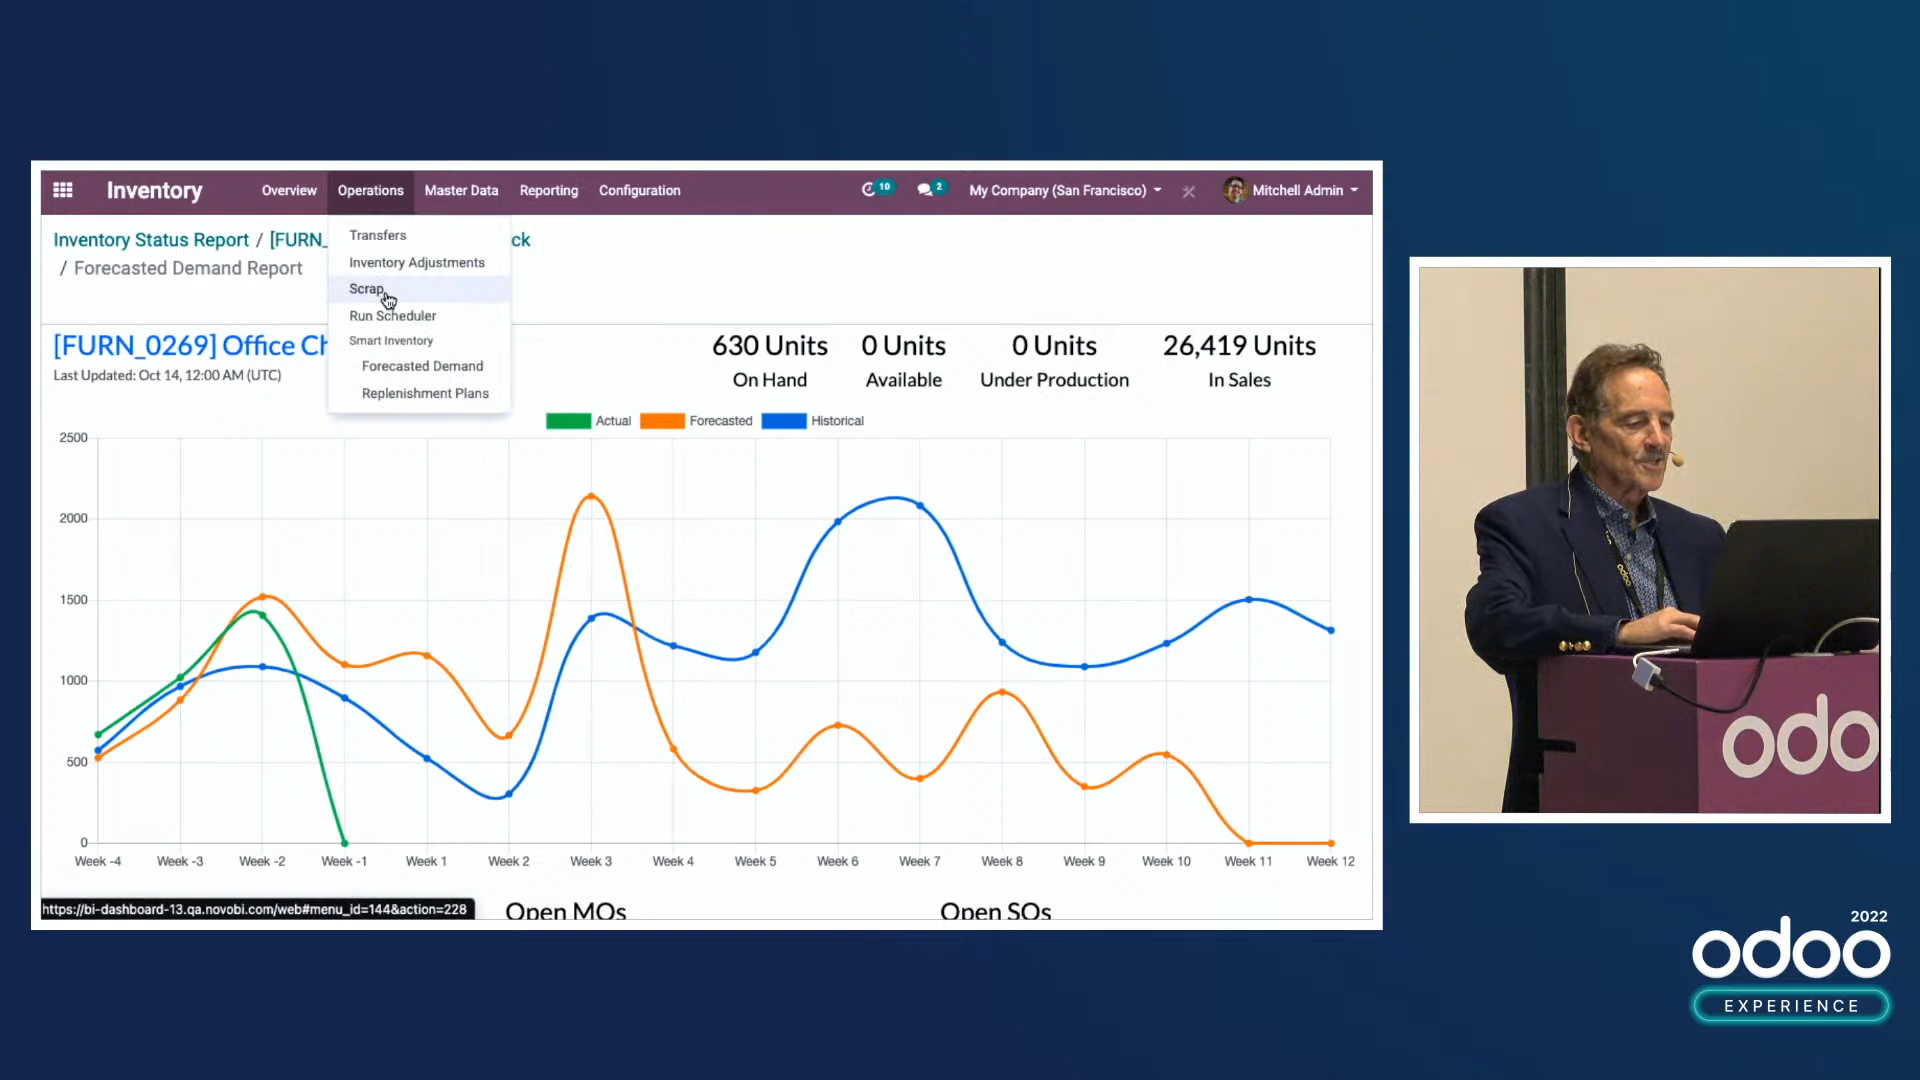 Inventory
Overview
Operations
Master Data
Reporting
Configuration
10
2
My Company (San Francisco)
Mitchell Admin
Inventory Status Report / [FURN_
ck
/ Forecasted Demand Report
Transfers
Inventory Adjustments
Scrap
Run Scheduler
Smart Inventory
Forecasted Demand
Replenishment Plans
[FURN_0269] Office Ch
Last Updated: Oct 14, 12:00 AM (UTC)
630 Units
On Hand
0 Units
Available
0 Units
Under Production
26,419 Units
In Sales
Actual
Forecasted
Historical
2500
2000
1500
1000
500
0
Week -4
Week -3
Week -2
Week -1
Week 1
Week 2
Week 3
Week 4
Week 5
Week 6
Week 7
Week 8
Week 9
Week 10
Week 11
Week 12
https://bi-dashboard-13.qa.novobi.com/web#menu_id=144&action=228
Open MOs
Open SOs
odoo
odoo
2022
odoo
EXPERIENCE